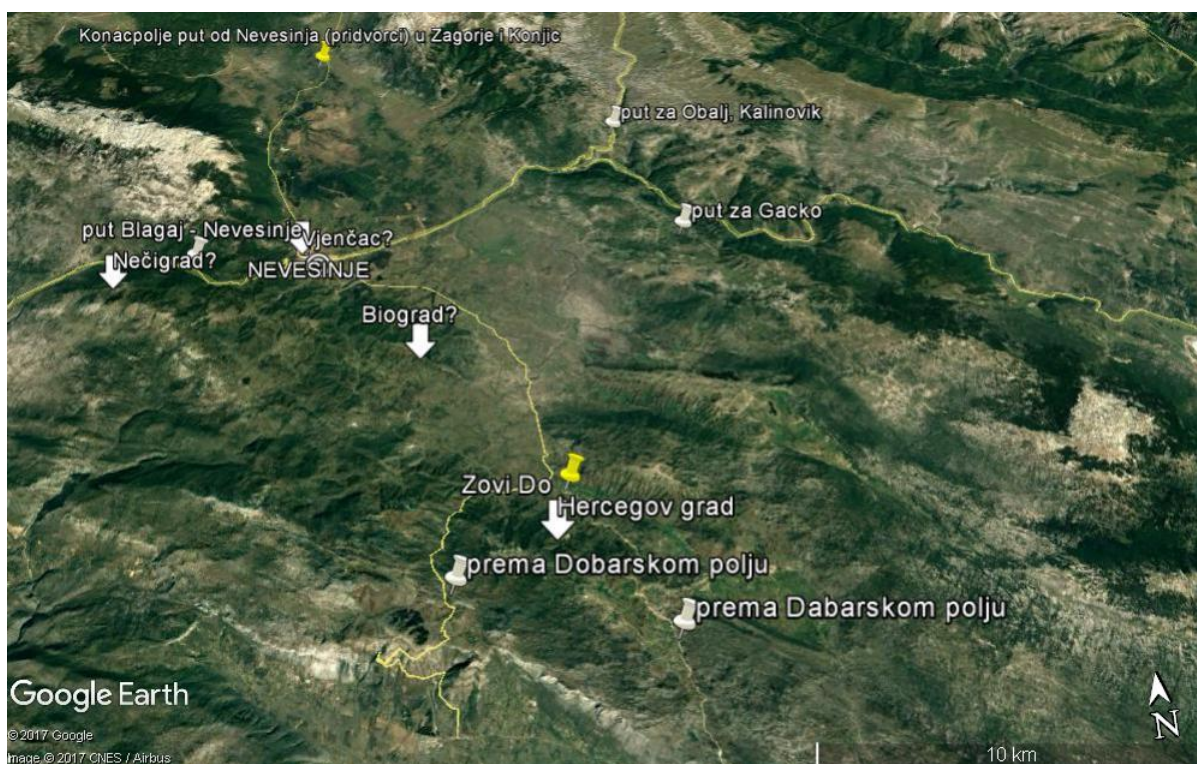 Konacpolje put od Nevesinja (pridvorci) u Zagorje i Konjic
put za Obalj, Kalinovik
put za Gacko
put Blagaj - Nevesinje
Vjenčac?
Nečigrad?
NEVESINJE
Biograd?
Zovi Do
Hercegov grad
prema Dobarskom polju
prema Dabarskom polju
Google Earth
N
© 2017 Google
Image © 2017 CNES / Airbus
10 km